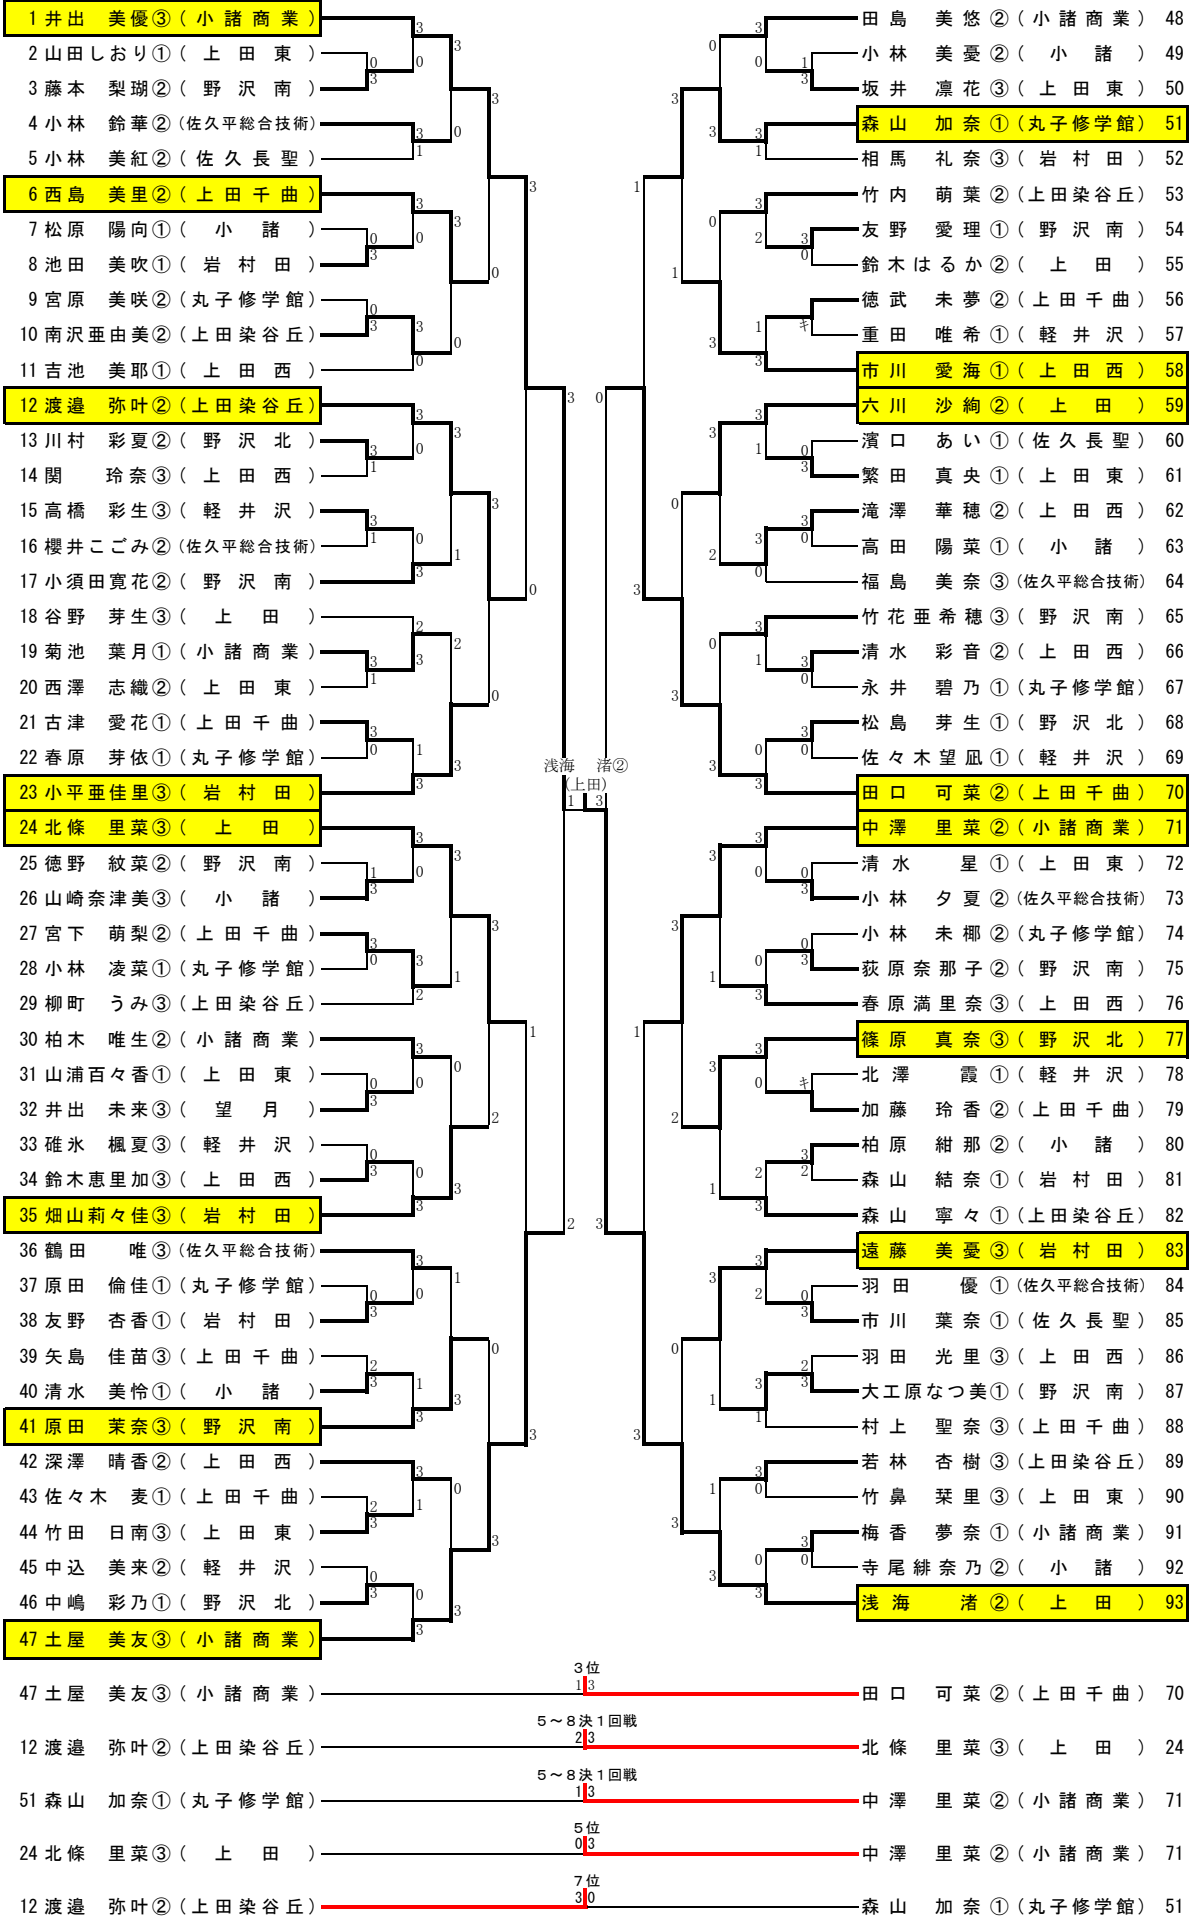 1 井出 美優③ ( 小諸商業 )
2 山田しおり① ( 上田東 )
3 藤本 梨瑚② ( 野沢南 )
4 小林 鈴華② (佐久平総合技術)
5 小林 美紅② ( 佐久長聖 )
6 西島 美里② ( 上田千曲 )
7 松原 陽向① ( 小諸 )
8 池田 美吹① ( 岩村田 )
9 宮原 美咲② ( 丸子修学館 )
10 南沢亜由美② ( 上田染谷丘 )
11 吉池 美耶① ( 上田西 )
12 渡邉 弥叶② ( 上田染谷丘 )
13 川村 彩夏② ( 野沢北 )
14 関 玲奈③ ( 上田西 )
15 高橋 彩生③ ( 軽井沢 )
16 櫻井こごみ② (佐久平総合技術)
17 小須田寛花② ( 野沢南 )
18 谷野 芽生③ ( 上田 )
19 菊池 葉月① ( 小諸商業 )
20 西澤 志織② ( 上田東 )
21 古津 愛花① ( 上田千曲 )
22 春原 芽依① ( 丸子修学館 )
23 小平亜佳里③ ( 岩村田 )
24 北條 里菜③ ( 上田 )
25 徳野 紋菜② ( 野沢南 )
26 山崎奈津美③ ( 小諸 )
27 宮下 萌梨② ( 上田千曲 )
28 小林 凌菜① ( 丸子修学館 )
29 柳町 うみ③ ( 上田染谷丘 )
30 柏木 唯生② ( 小諸商業 )
31 山浦百々香① ( 上田東 )
32 井出 未来③ ( 望月 )
33 碓氷 楓夏③ ( 軽井沢 )
34 鈴木恵里加③ ( 上田西 )
35 畑山莉々佳③ ( 岩村田 )
36 鶴田 唯③ (佐久平総合技術)
37 原田 倫佳① ( 丸子修学館 )
38 友野 杏香① ( 岩村田 )
39 矢島 佳苗③ ( 上田千曲 )
40 清水 美怜① ( 小諸 )
41 原田 茉奈③ ( 野沢南 )
42 深澤 晴香② ( 上田西 )
43 佐々木 麦① ( 上田千曲 )
44 竹田 日南③ ( 上田東 )
45 中込 美来② ( 軽井沢 )
46 中嶋 彩乃① ( 野沢北 )
47 土屋 美友③ ( 小諸商業 )
浅海 渚②
(上田)
1 3
田島 美悠② ( 小諸商業 ) 48
小林 美憂② ( 小諸 ) 49
坂井 凛花③ ( 上田東 ) 50
森山 加奈① ( 丸子修学館 ) 51
相馬 礼奈③ ( 岩村田 ) 52
竹内 萌葉② ( 上田染谷丘 ) 53
友野 愛理① ( 野沢南 ) 54
鈴木はるか② ( 上田 ) 55
徳武 未夢② ( 上田千曲 ) 56
重田 唯希① ( 軽井沢 ) 57
市川 愛海① ( 上田西 ) 58
六川 沙絢② ( 上田 ) 59
濱口 あい① ( 佐久長聖 ) 60
繁田 真央① ( 上田東 ) 61
滝澤 華穂② ( 上田西 ) 62
高田 陽菜① ( 小諸 ) 63
福島 美奈③ (佐久平総合技術) 64
竹花亜希穂③ ( 野沢南 ) 65
清水 彩音② ( 上田西 ) 66
永井 碧乃① ( 丸子修学館 ) 67
松島 芽生① ( 野沢北 ) 68
佐々木望凪① ( 軽井沢 ) 69
田口 可菜② ( 上田千曲 ) 70
中澤 里菜② ( 小諸商業 ) 71
清水 星① ( 上田東 ) 72
小林 夕夏② (佐久平総合技術) 73
小林 未椰② ( 丸子修学館 ) 74
荻原奈那子② ( 野沢南 ) 75
春原満里奈③ ( 上田西 ) 76
篠原 真奈③ ( 野沢北 ) 77
北澤 霞① ( 軽井沢 ) 78
加藤 玲香② ( 上田千曲 ) 79
柏原 紺那② ( 小諸 ) 80
森山 結奈① ( 岩村田 ) 81
森山 寧々① ( 上田染谷丘 ) 82
遠藤 美憂③ ( 岩村田 ) 83
羽田 優① (佐久平総合技術) 84
市川 葉奈① ( 佐久長聖 ) 85
羽田 光里③ ( 上田西 ) 86
大工原なつ美① ( 野沢南 ) 87
村上 聖奈③ ( 上田千曲 ) 88
若林 杏樹③ ( 上田染谷丘 ) 89
竹鼻 栞里③ ( 上田東 ) 90
梅香 夢奈① ( 小諸商業 ) 91
寺尾緋奈乃② ( 小諸 ) 92
浅海 渚② ( 上田 ) 93
3位
47 土屋 美友③ ( 小諸商業 ) 1 3 田口 可菜② ( 上田千曲 ) 70
5～8決1回戦
12 渡邉 弥叶② ( 上田染谷丘 ) 2 3 北條 里菜③ ( 上田 ) 24
5～8決1回戦
51 森山 加奈① ( 丸子修学館 ) 1 3 中澤 里菜② ( 小諸商業 ) 71
5位
24 北條 里菜③ ( 上田 ) 0 3 中澤 里菜② ( 小諸商業 ) 71
7位
12 渡邉 弥叶② ( 上田染谷丘 ) 3 0 森山 加奈① ( 丸子修学館 ) 51